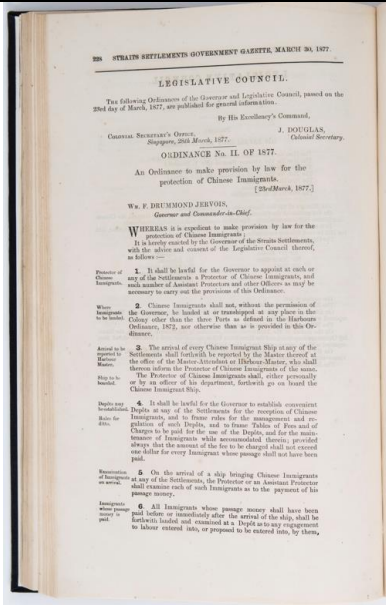 228 STRAITS SETTLEMENTS GOVERNMENT GAZETTE, MARCH 30, 1877.
LEGISLATIVE COUNCIL.
The following Ordinances of the Governor and Legislative Council, passed on the
23rd day of March, 1877, are published for general information.
By His Excellency's Command,
J. DOUGLAS,
Colonial Secretary.
COLONIAL SECRETARY'S OFFICE,
Singapore, 28th March, 1877.
ORDINANCE No. II. OF 1877.
An Ordinance to make provision by law for the
protection of Chinese Immigrants.
[23rd March, 1877.]
WM. F. DRUMMOND JERVOIS,
Governor and Commander-in-Chief.
WHEREAS it is expedient to make provision by law for the
protection of Chinese Immigrants;
It is hereby enacted by the Governor of the Straits Settlements,
with the advice and consent of the Legislative Council thereof,
as follows :—
Protector of
Chinese
Immigrants.
1. It shall be lawful for the Governor to appoint at each or
any of the Settlements a Protector of Chinese Immigrants, and
such number of Assistant Protectors and other Officers as may be
necessary to carry out the provisions of this Ordinance.
Where
Immigrants
to be landed.
2. Chinese Immigrants shall not, without the permission of
the Governor, be landed at or transhipped at any place in the
Colony other than the three Ports as defined in the Harbours
Ordinance, 1872, nor otherwise than as is provided in this Or-
dinance.
Arrival to be
reported to
Harbour
Master.
3. The arrival of every Chinese Immigrant Ship at any of the
Settlements shall forthwith be reported by the Master thereof at
the office of the Master-Attendant or Harbour-Master, who shall
thereon inform the Protector of Chinese Immigrants of the same.
Ship to be
boarded.
The Protector of Chinese Immigrants shall, either personally
or by an officer of his department, forthwith go on board the
Chinese Immigrant Ship.
Depôts may
be established.
Rules for
ditto.
4. It shall be lawful for the Governor to establish convenient
Depôts at any of the Settlements for the reception of Chinese
Immigrants, and to frame rules for the management and re-
gulation of such Depôts, and to frame Tables of Fees and of
Charges to be paid for the use of the Depôts, and for the main-
tenance of Immigrants while accommodated therein; provided
always that the amount of the fee to be charged shall not exceed
one dollar for every Immigrant whose passage shall not have been
paid.
Examination
of Immigrants
on arrival.
5. On the arrival of a ship bringing Chinese Immigrants
at any of the Settlements, the Protector or an Assistant Protector
shall examine each of such Immigrants as to the payment of his
passage money.
Immigrants
whose passage
money is
paid.
6. All Immigrants whose passage money shall have been
paid before or immediately after the arrival of the ship, shall be
forthwith landed and examined at a Depôt as to any engagement
to labour entered into, or proposed to be entered into, by them,